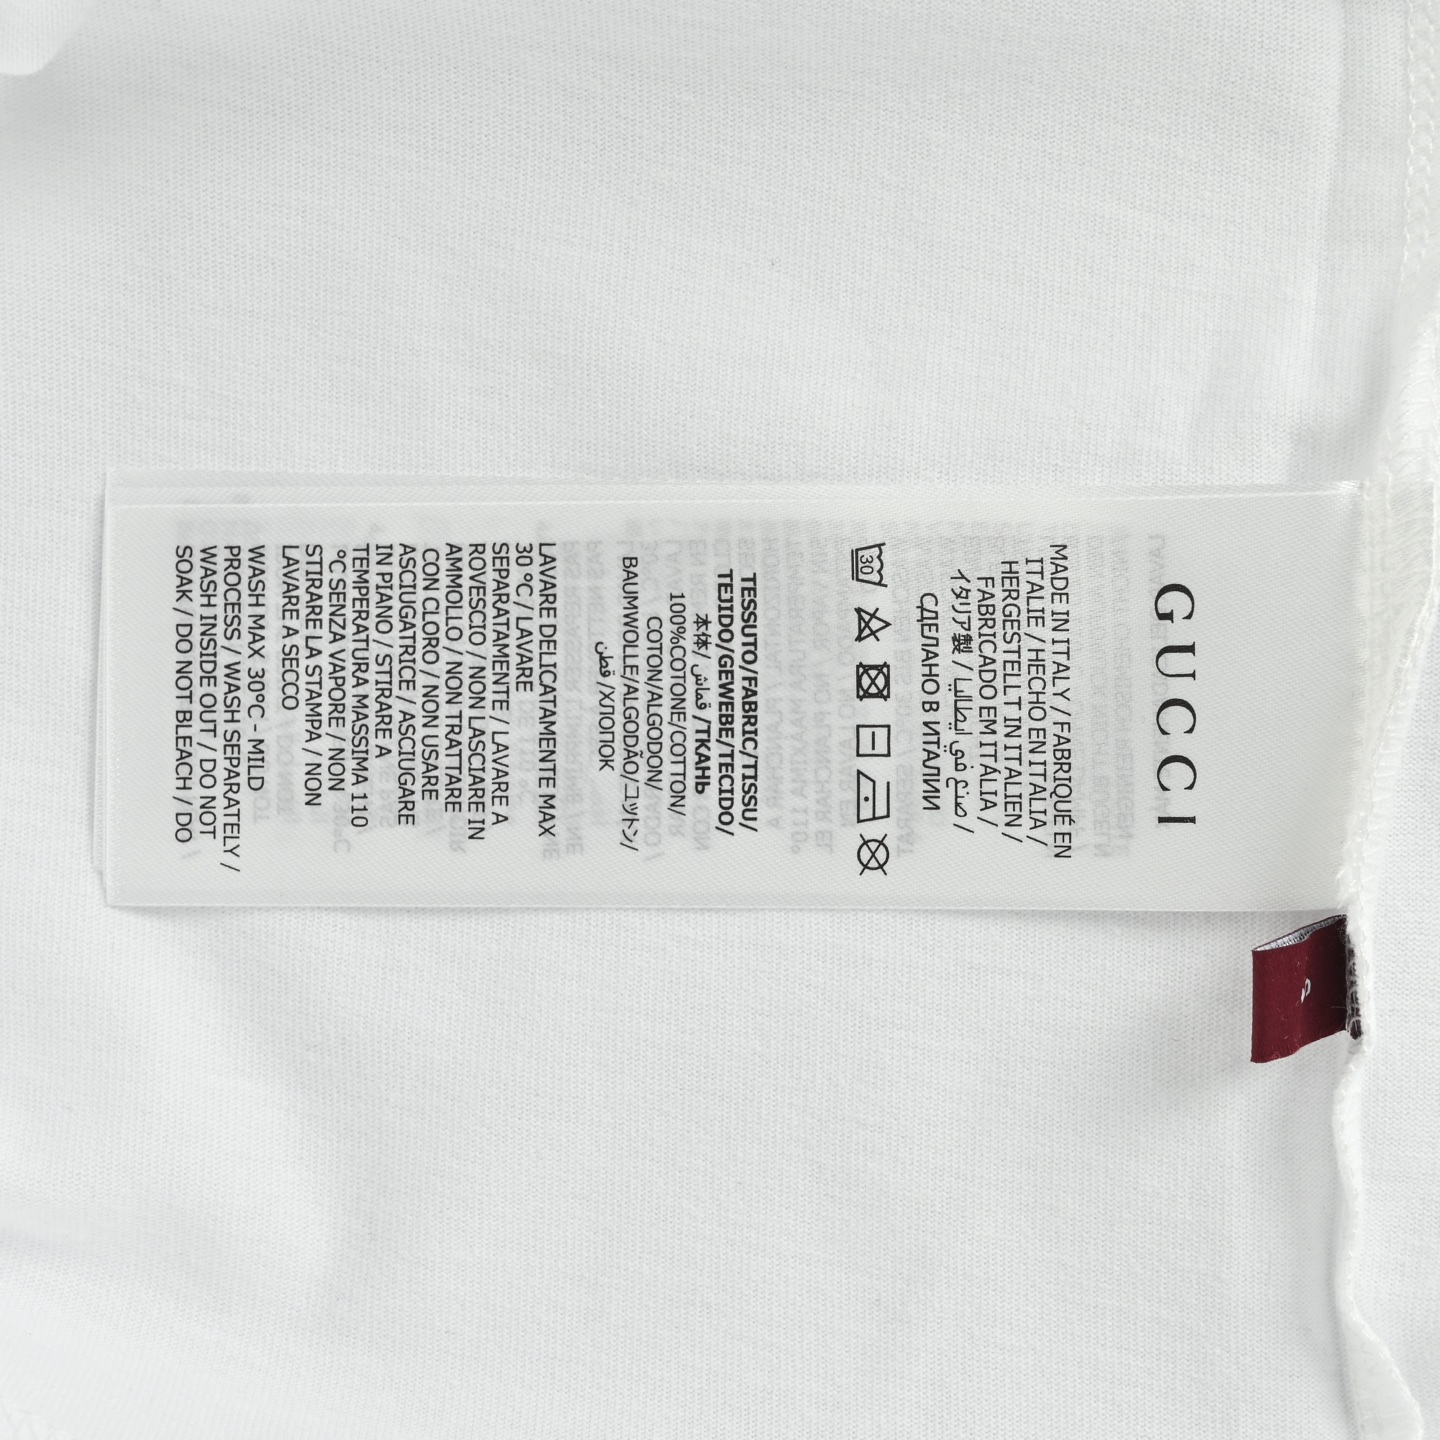 GUCCI
MADE IN ITALY / FABRIQUÉ EN
ITALIE / HECHO EN ITALIA /
HERGESTELLT IN ITALIEN /
FABRICADO EM ITÁLIA /
イタリア製 / صنع في إيطاليا /
СДЕЛАНО В ИТАЛИИ
30
TESSUTO/FABRIC/TISSU/
TEJIDO/GEWEBE/TECIDO/
本体/ قماش /ТКАНЬ
100%COTONE/COTTON/
COTON/ALGODON/
BAUMWOLLE/ALGODÃO/コットン/
قطن /ХЛОПОК
LAVARE DELICATAMENTE MAX
30 °C / LAVARE
SEPARATAMENTE / LAVARE A
ROVESCIO / NON LASCIARE IN
AMMOLLO / NON TRATTARE
CON CLORO / NON USARE
ASCIUGATRICE / ASCIUGARE
IN PIANO / STIRARE A
TEMPERATURA MASSIMA 110
°C SENZA VAPORE / NON
STIRARE LA STAMPA / NON
LAVARE A SECCO
WASH MAX 30°C - MILD
PROCESS / WASH SEPARATELY /
WASH INSIDE OUT / DO NOT
SOAK / DO NOT BLEACH / DO